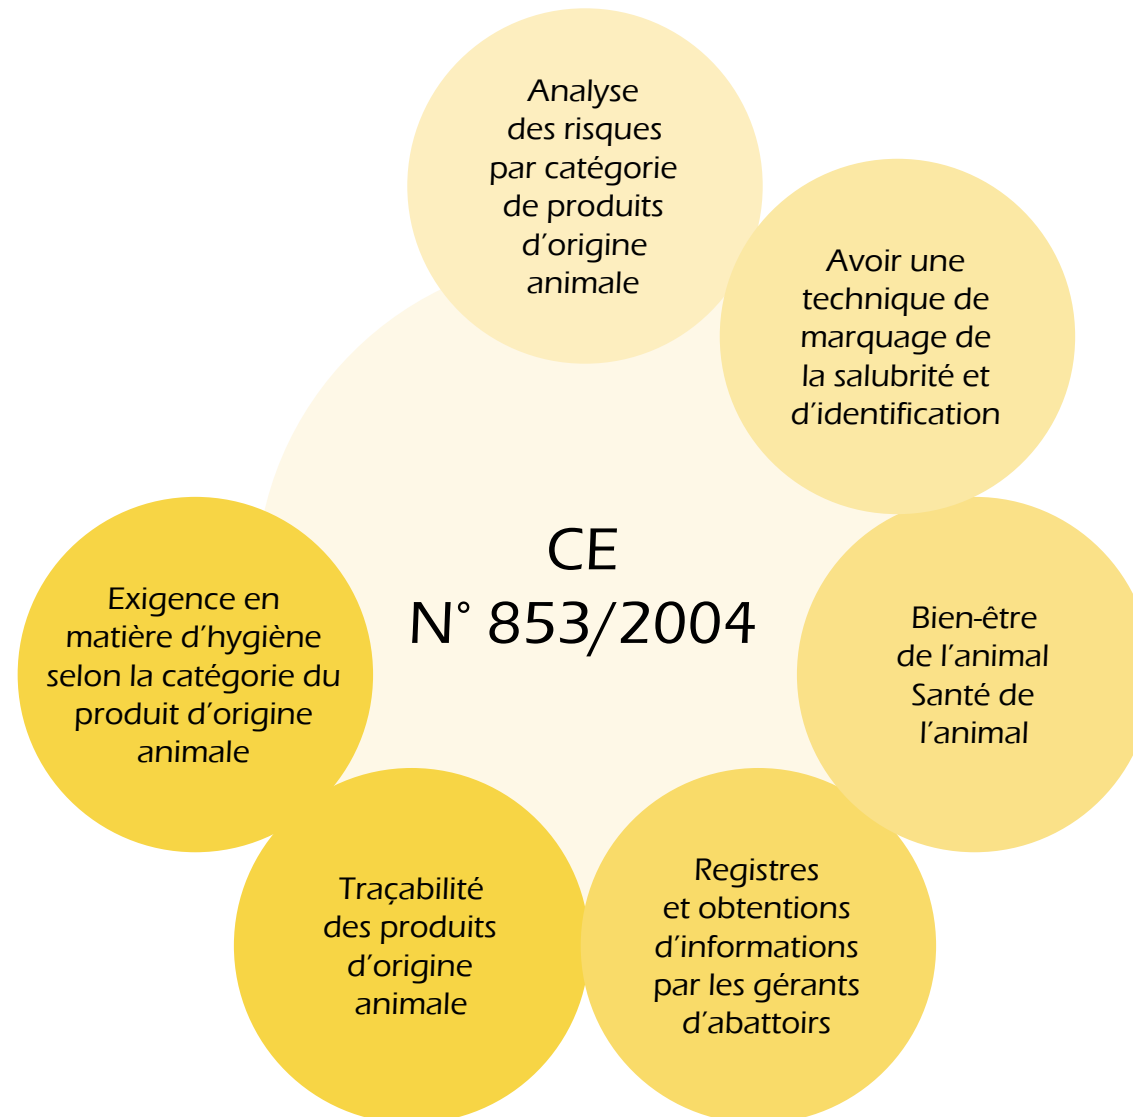 Analyse
des risques
par catégorie
de produits
d'origine
animale
Avoir une
technique de
marquage de
la salubrité et
d'identification
CE
N° 853/2004
Bien-être
de l'animal
Santé de
l'animal
Registres
et obtentions
d'informations
par les gérants
d'abattoirs
Traçabilité
des produits
d'origine
animale
Exigence en
matière d'hygiène
selon la catégorie du
produit d'origine
animale